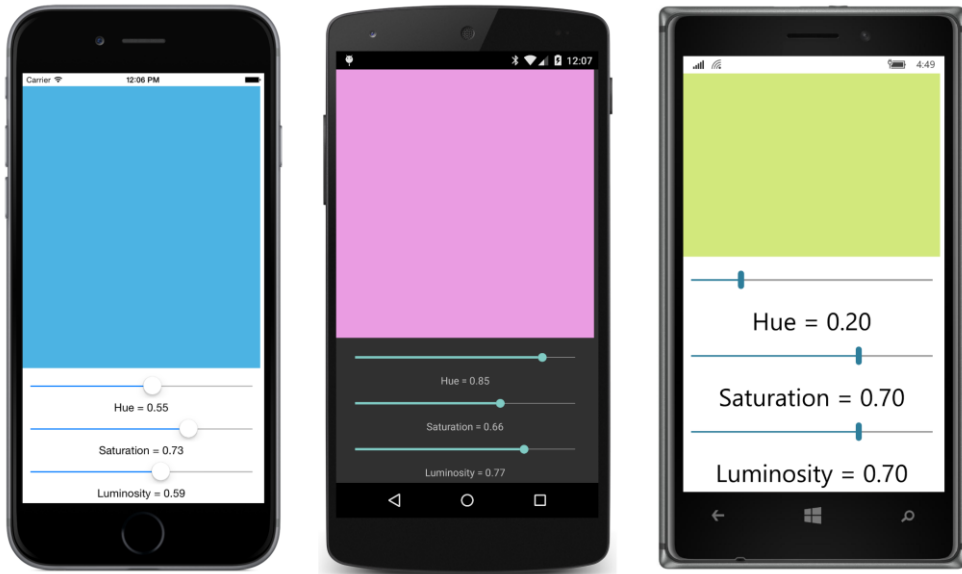 Carrier 12:06 PM
Hue = 0.55
Saturation = 0.73
Luminosity = 0.59
12:07
Hue = 0.85
Saturation = 0.66
Luminosity = 0.77
4:49
Hue = 0.20
Saturation = 0.70
Luminosity = 0.70